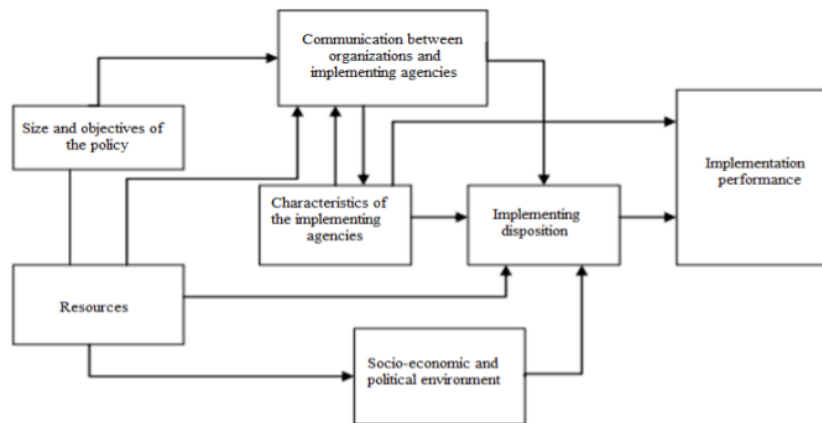 Communication between
organizations and
implementing agencies
Size and objectives of
the policy
Implementation
performance
Characteristics of
the implementing
agencies
Implementing
disposition
Resources
Socio-economic and
political environment